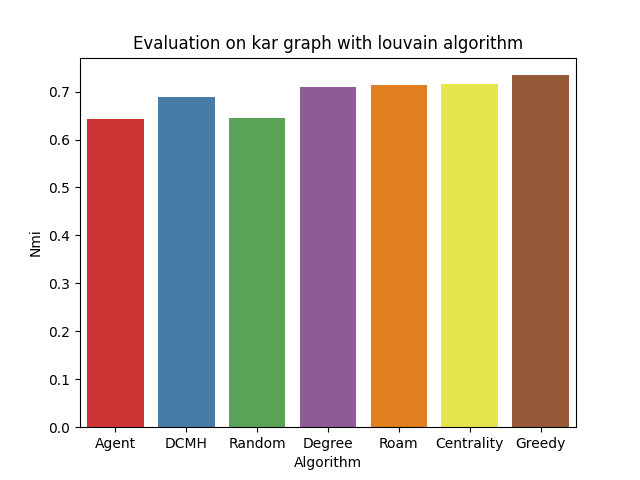 Evaluation on kar graph with louvain algorithm
Nmi
0.7
0.6
0.5
0.4
0.3
0.2
0.1
0.0
Agent DCMH Random Degree Roam Centrality Greedy
Algorithm